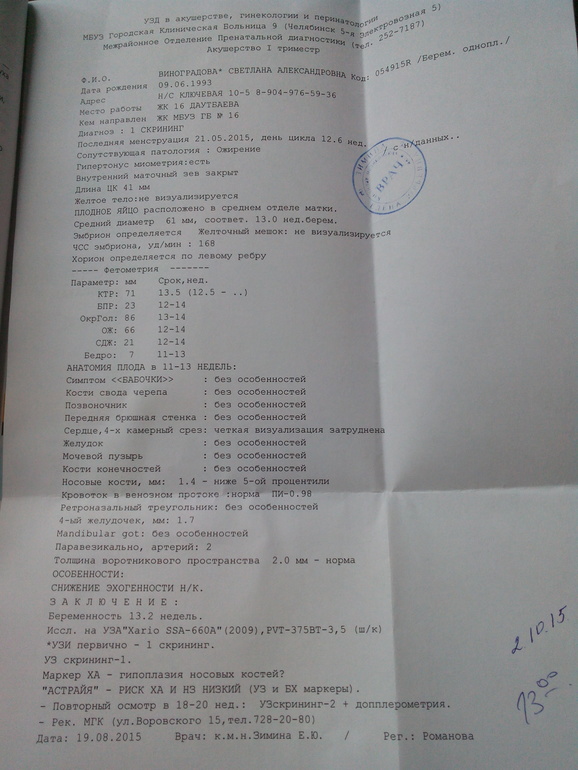 УЗД в акушерстве, гинекологии и перинатологии
МБУЗ Городская Клиническая Больница 9 (Челябинск 5-я Электровозная 5)
Межрайонное Отделение Пренатальной диагностики (тел. 252-7187)
Акушерство I триместр
Ф.И.О. ВИНОГРАДОВА* СВЕТЛАНА АЛЕКСАНДРОВНА Код: 054915R /Берем. однопл./
Дата рождения 09.06.1993
Адрес Н/С КЛЮЧЕВАЯ 10-5 8-904-976-59-36
Место работы ЖК 16 ДАУТБАЕВА
Кем направлен ЖК МБУЗ ГБ № 16
Диагноз : 1 СКРИНИНГ
Последняя менструация 21.05.2015, день цикла 12.6 нед. / с н/данных..
Сопутствующая патология : Ожирение
Гипертонус миометрия:есть
Внутренний маточный зев закрыт
Длина ЦК 41 мм
Желтое тело:не визуализируется
ПЛОДНОЕ ЯЙЦО расположено в среднем отделе матки.
Средний диаметр 61 мм, соответ. 13.0 нед.берем.
Эмбрион определяется Желточный мешок: не визуализируется
ЧСС эмбриона, уд/мин : 168
Хорион определяется по левому ребру
----- Фетометрия -------
Параметр: мм Срок,нед.
КТР: 71 13.5 (12.5 - ..)
БПР: 23 12-14
ОкрГол: 86 13-14
ОЖ: 66 12-14
СДЖ: 21 12-14
Бедро: 7 11-13
АНАТОМИЯ ПЛОДА в 11-13 НЕДЕЛЬ:
Симптом <<БАБОЧКИ>> : без особенностей
Кости свода черепа : без особенностей
Позвоночник : без особенностей
Передняя брюшная стенка : без особенностей
Сердце,4-х камерный срез: четкая визуализация затруднена
Желудок : без особенностей
Мочевой пузырь : без особенностей
Кости конечностей : без особенностей
Носовые кости, мм: 1.4 - ниже 5-ой процентили
Кровоток в венозном протоке :норма ПИ-0.98
Ретроназальный треугольник: без особенностей
4-ый желудочек, мм: 1.7
Mandibular got: без особенностей
Паравезикально, артерий: 2
Толщина воротникового пространства 2.0 мм - норма
ОСОБЕННОСТИ:
СНИЖЕНИЕ ЭХОГЕННОСТИ Н/К.
З А К Л Ю Ч Е Н И Е :
Беременность 13.2 недель.
Иссл. на УЗА"Xario SSA-660A"(2009),PVT-375BT-3,5 (ш/к)
*УЗИ первично - 1 скрининг.
УЗ скрининг-1.
Маркер ХА - гипоплазия носовых костей?
"АСТРАЙЯ" - РИСК ХА И НЗ НИЗКИЙ (УЗ и БХ маркеры).
- Повторный осмотр в 18-20 нед.: УЗскрининг-2 + допплерометрия.
- Рек. МГК (ул.Воровского 15,тел.728-20-80)
Дата: 19.08.2015 Врач: к.м.н.Зимина Е.Ю. / Рег.: Романова
ВРАЧ
2.10.15
13-00